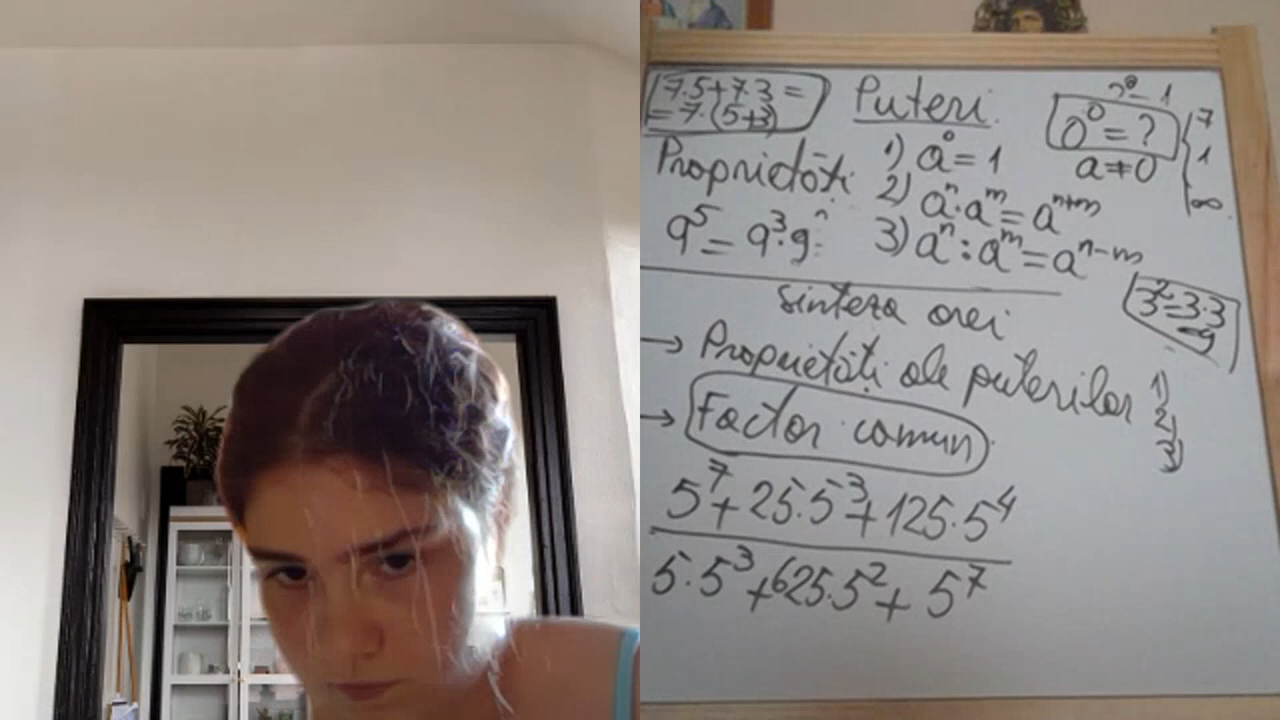 7·5+7·3=
=7·(5+3)
Puteri
0⁰=?
a≠0
7
1
∞
Proprietăți
1) a⁰=1
2) aⁿ·aᵐ=aⁿ⁺ᵐ
3) aⁿ:aᵐ=aⁿ⁻ᵐ
9⁵=9³·9
sinteza orei
3²=3·3
=9
→ Proprietăți ale puterilor 1)
2)
3)
→ Factor comun
5⁷+25·5³+125·5⁴
5·5³+625·5²+5⁷